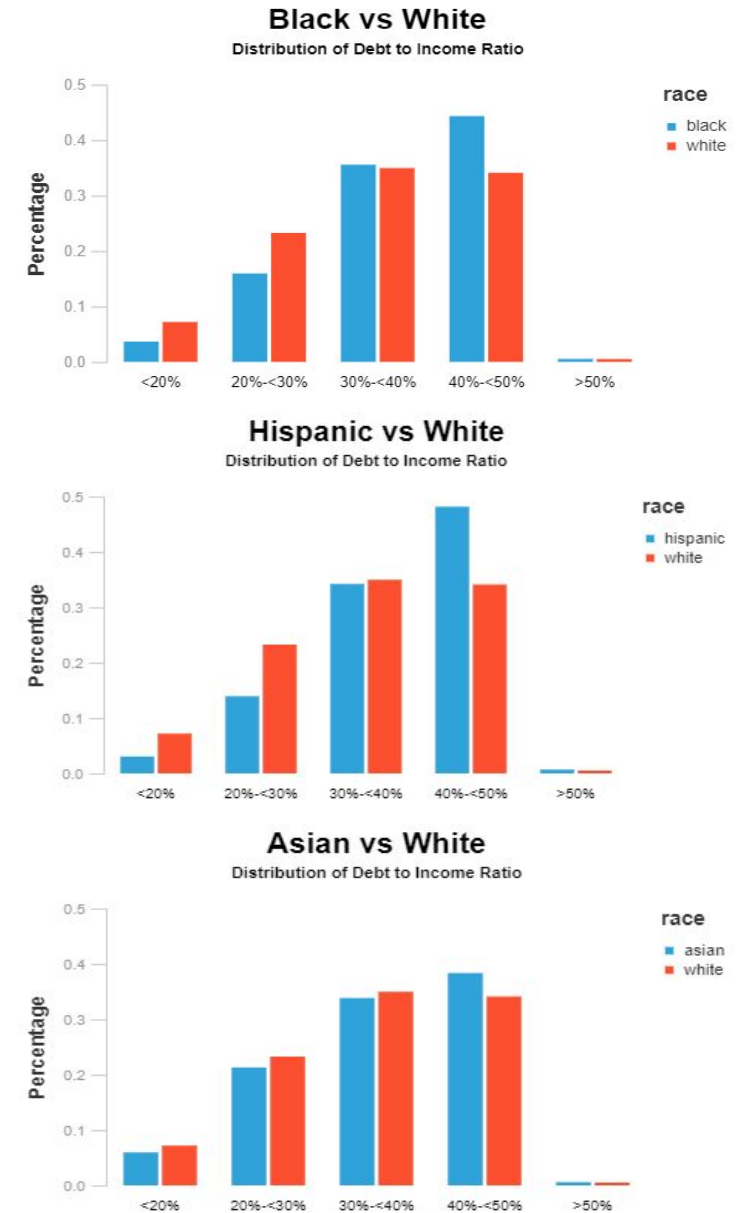 Black vs White
Distribution of Debt to Income Ratio
race
black
white
Percentage
0.5
0.4
0.3
0.2
0.1
0.0
<20%
20%-<30%
30%-<40%
40%-<50%
>50%
Hispanic vs White
Distribution of Debt to Income Ratio
race
hispanic
white
Percentage
0.5
0.4
0.3
0.2
0.1
0.0
<20%
20%-<30%
30%-<40%
40%-<50%
>50%
Asian vs White
Distribution of Debt to Income Ratio
race
asian
white
Percentage
0.5
0.4
0.3
0.2
0.1
0.0
<20%
20%-<30%
30%-<40%
40%-<50%
>50%